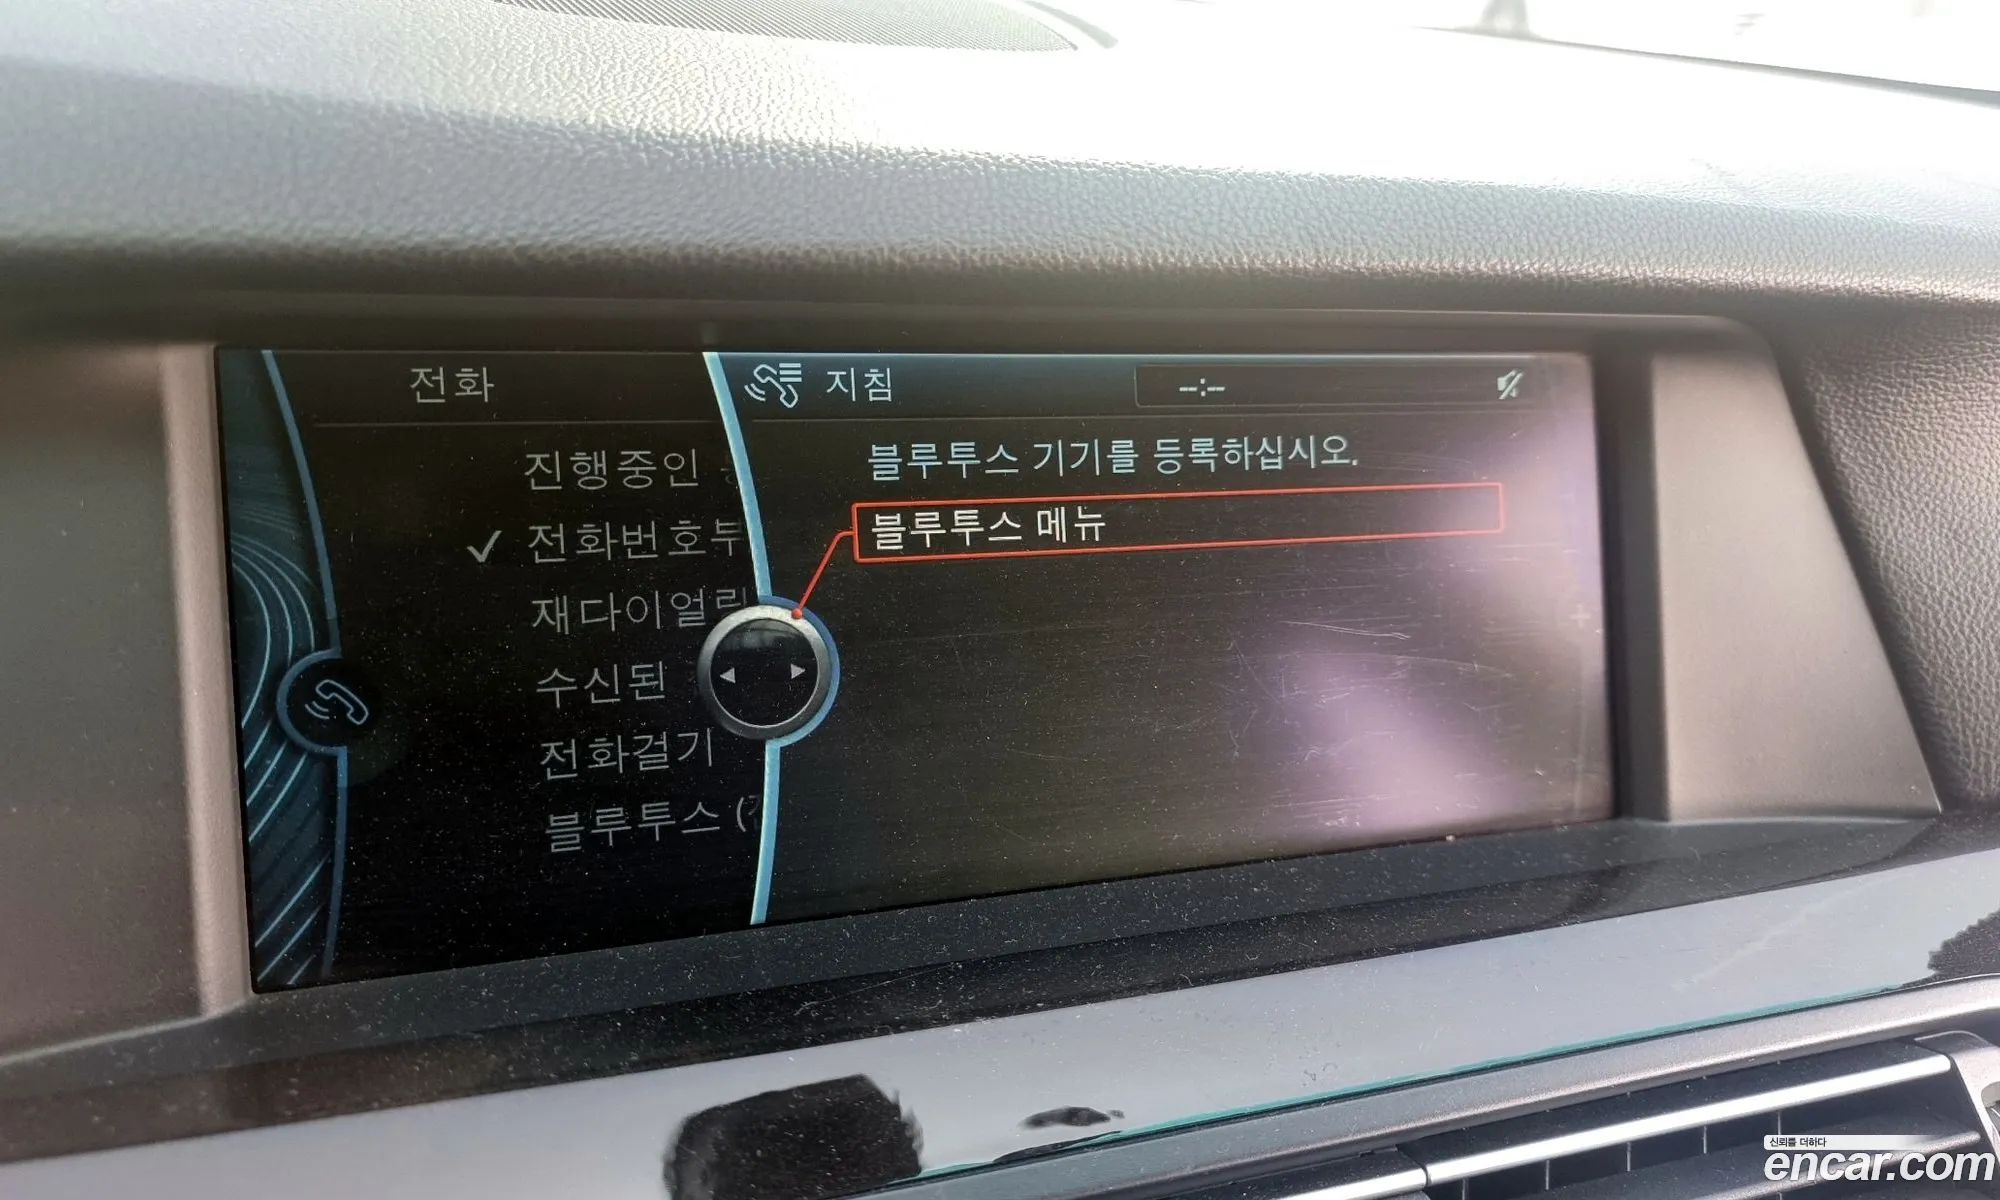 전화
지침
--:--
진행중인
전화번호부
재다이얼링
수신된
전화걸기
블루투스 (
블루투스 기기를 등록하십시오.
블루투스 메뉴
신뢰를 더하다
encar.com